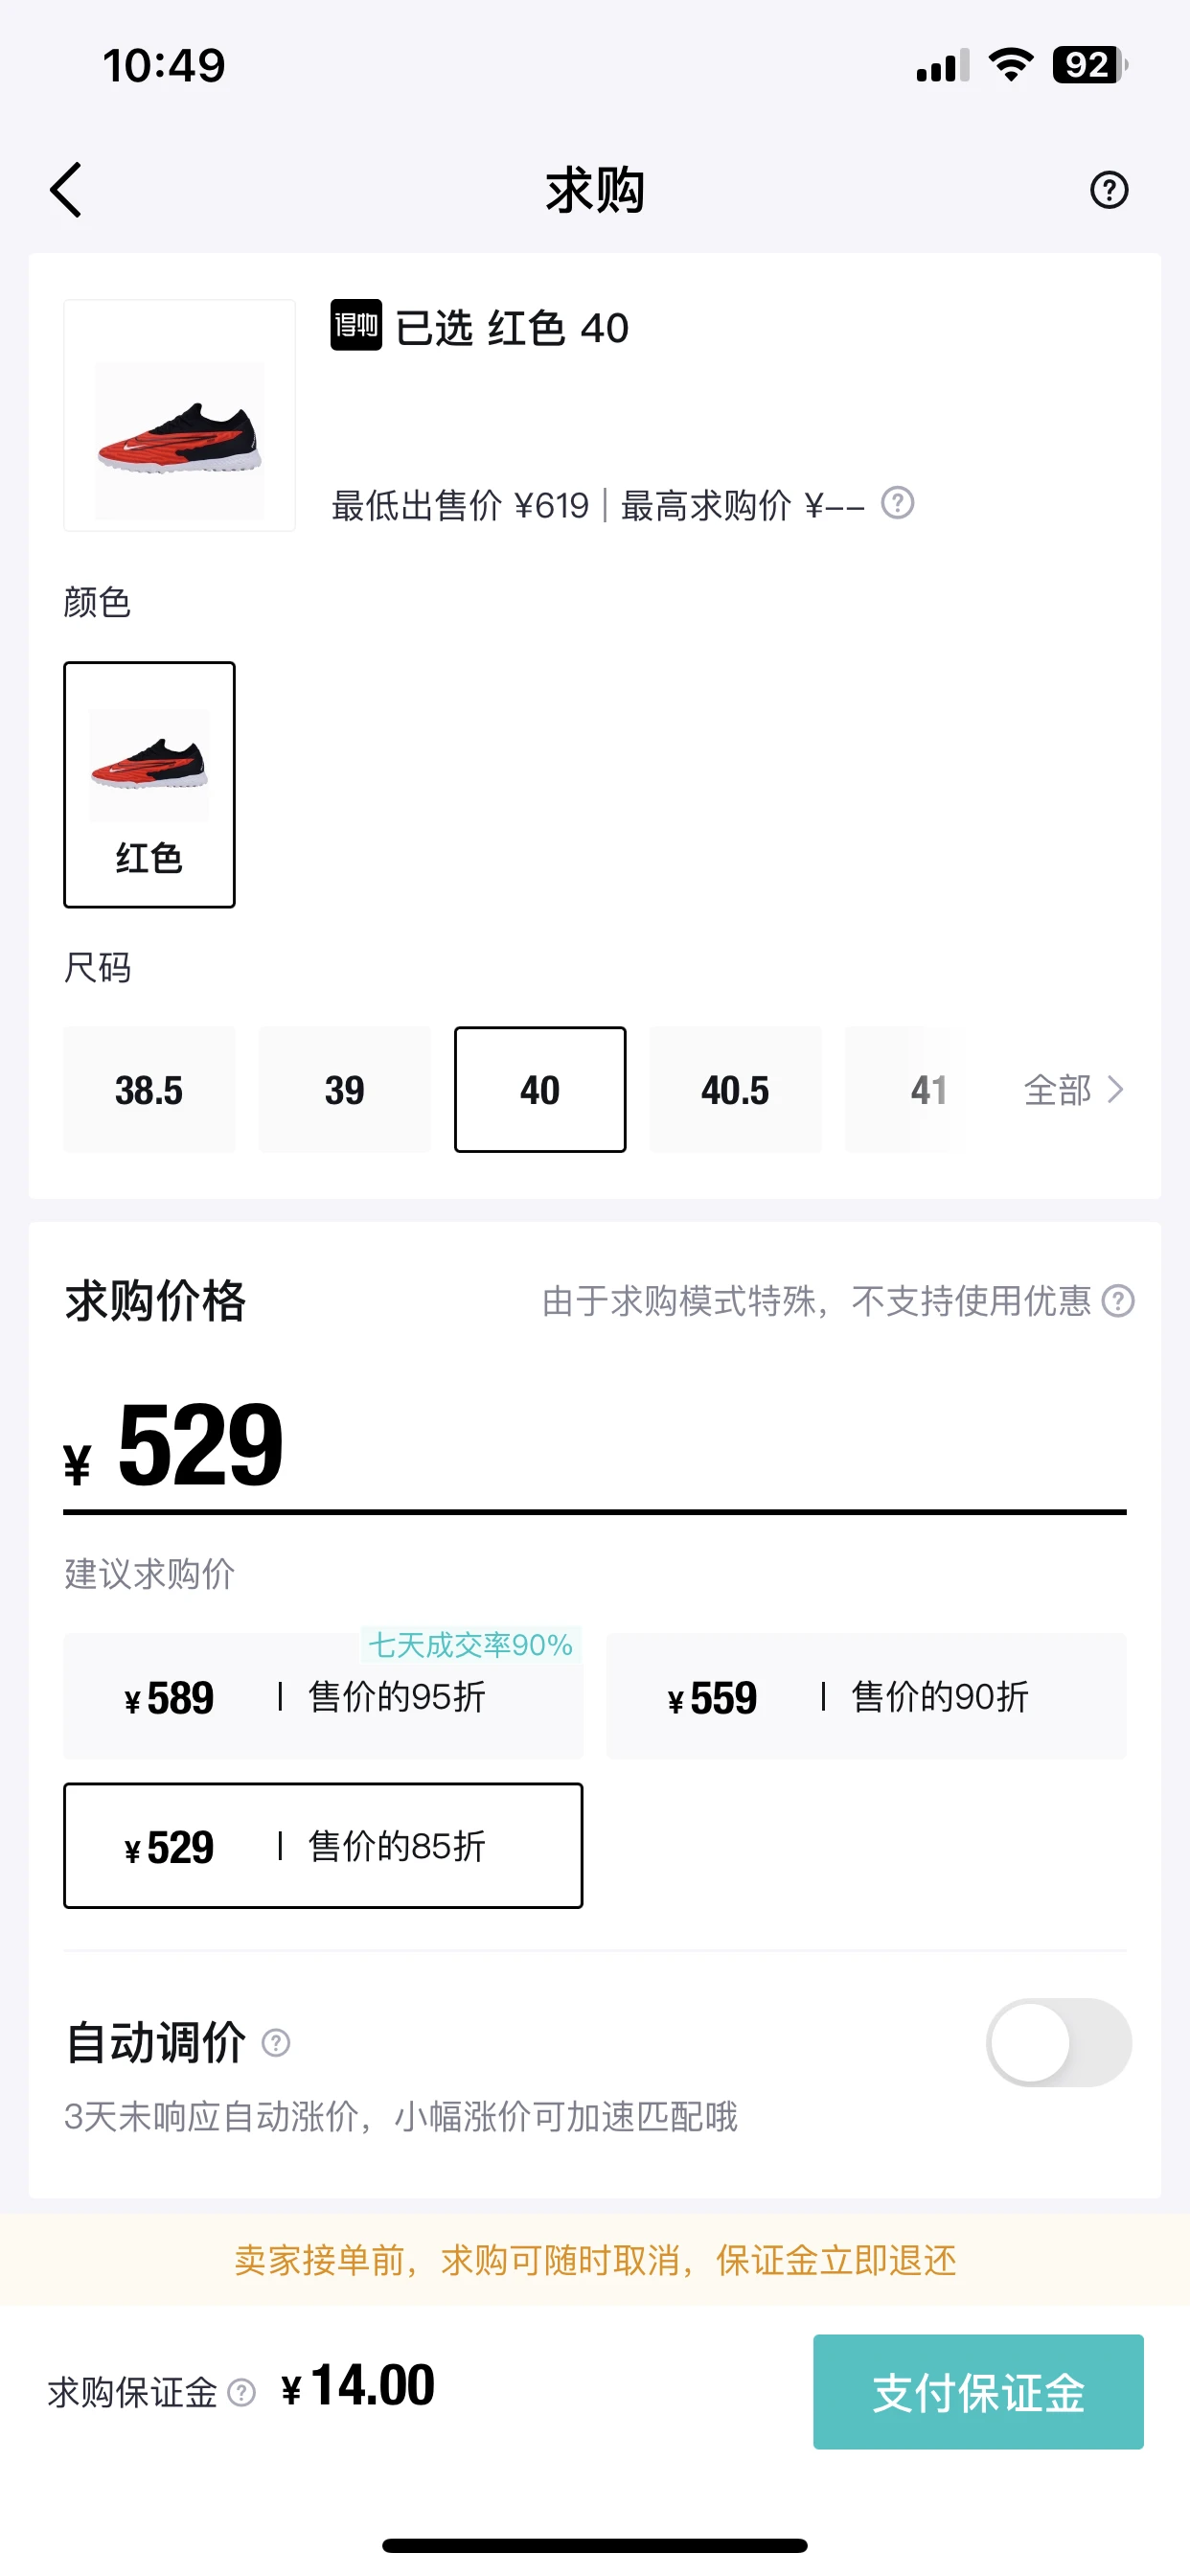 10:49
92
求购
得物 已选 红色 40
最低出售价 ¥619 | 最高求购价 ¥--
颜色
红色
尺码
38.5 39 40 40.5 41 全部
求购价格 由于求购模式特殊，不支持使用优惠
¥ 529
建议求购价
七天成交率90%
¥589 | 售价的95折 ¥559 | 售价的90折
¥529 | 售价的85折
自动调价
3天未响应自动涨价，小幅涨价可加速匹配哦
卖家接单前，求购可随时取消，保证金立即退还
求购保证金 ¥14.00 支付保证金